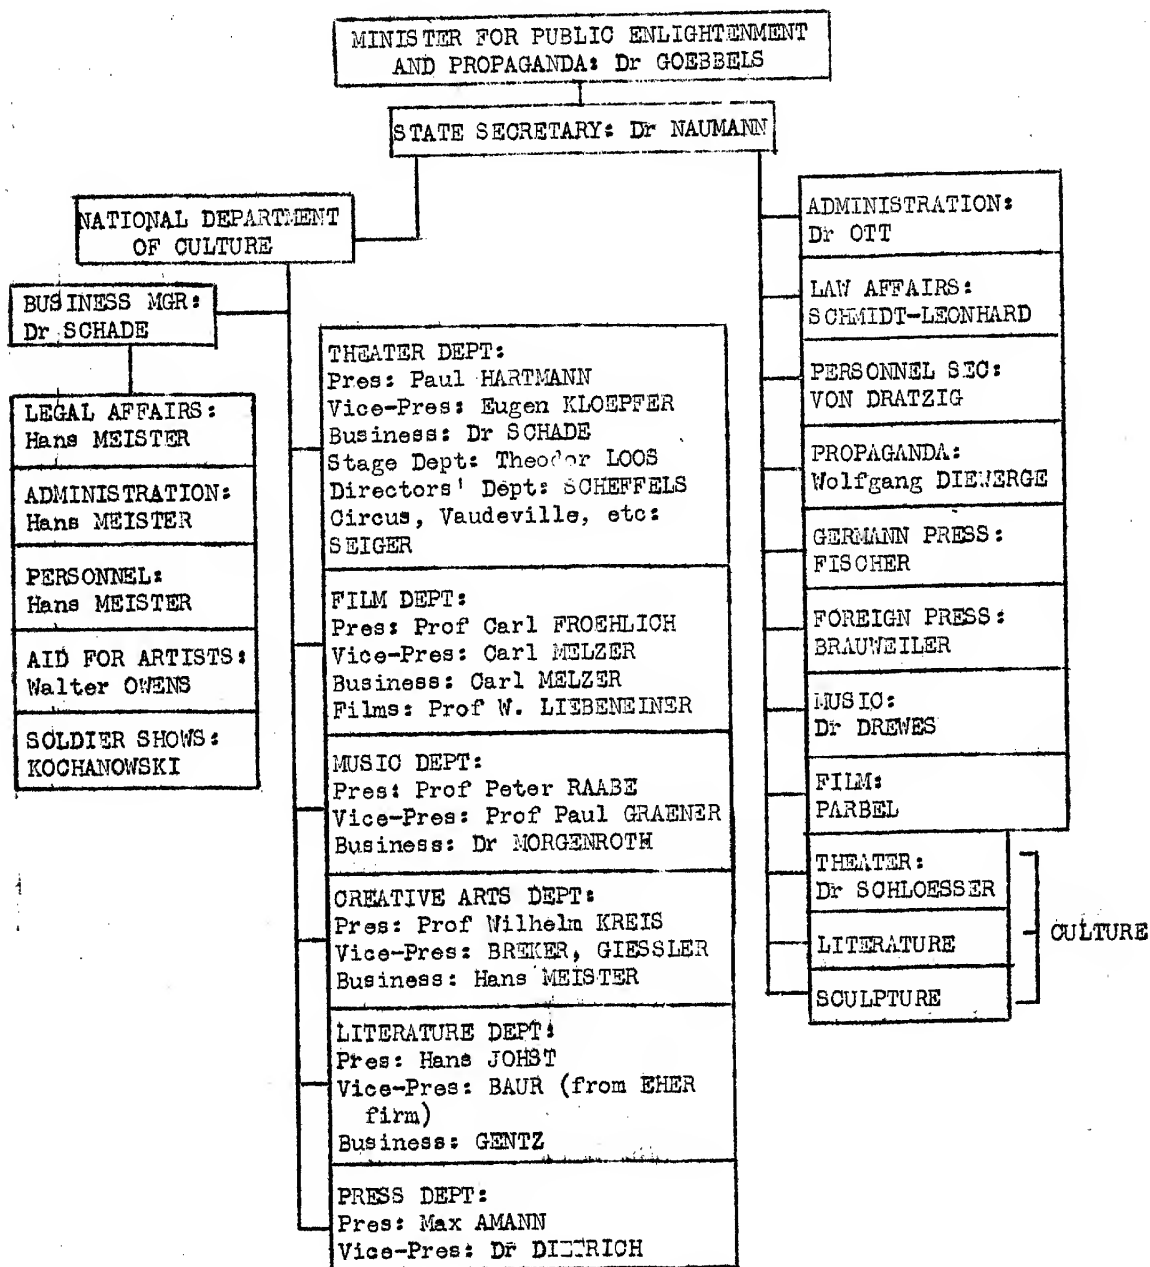 MINISTER FOR PUBLIC ENLIGHTENMENT
AND PROPAGANDA: Dr GOEBBELS
STATE SECRETARY: Dr NAUMANN
NATIONAL DEPARTMENT
OF CULTURE
BUSINESS MGR:
Dr SCHADE
LEGAL AFFAIRS:
Hans MEISTER
ADMINISTRATION:
Hans MEISTER
PERSONNEL:
Hans MEISTER
AID FOR ARTISTS:
Walter OWENS
SOLDIER SHOWS:
KOCHANOWSKI
THEATER DEPT:
Pres: Paul HARTMANN
Vice-Pres: Eugen KLOEPFER
Business: Dr SCHADE
Stage Dept: Theodor LOOS
Directors' Dept: SCHEFFELS
Circus, Vaudeville, etc:
SEIGER
FILM DEPT:
Pres: Prof Carl FROEHLICH
Vice-Pres: Carl MELZER
Business: Carl MELZER
Films: Prof W. LIEBENEINER
MUSIC DEPT:
Pres: Prof Peter RAABE
Vice-Pres: Prof Paul GRAENER
Business: Dr MORGENROTH
CREATIVE ARTS DEPT:
Pres: Prof Wilhelm KREIS
Vice-Pres: BREKER, GIESSLER
Business: Hans MEISTER
LITERATURE DEPT:
Pres: Hans JOHST
Vice-Pres: BAUR (from EHER
firm)
Business: GENTZ
PRESS DEPT:
Pres: Max AMANN
Vice-Pres: Dr DIETRICH
ADMINISTRATION:
Dr OTT
LAW AFFAIRS:
SCHMIDT-LEONHARD
PERSONNEL SEC:
VON DRATZIG
PROPAGANDA:
Wolfgang DIEWERGE
GERMANN PRESS:
FISCHER
FOREIGN PRESS:
BRAUWEILER
MUSIC:
Dr DREWES
FILM:
PARBEL
THEATER:
Dr SCHLOESSER
LITERATURE
SCULPTURE
CULTURE